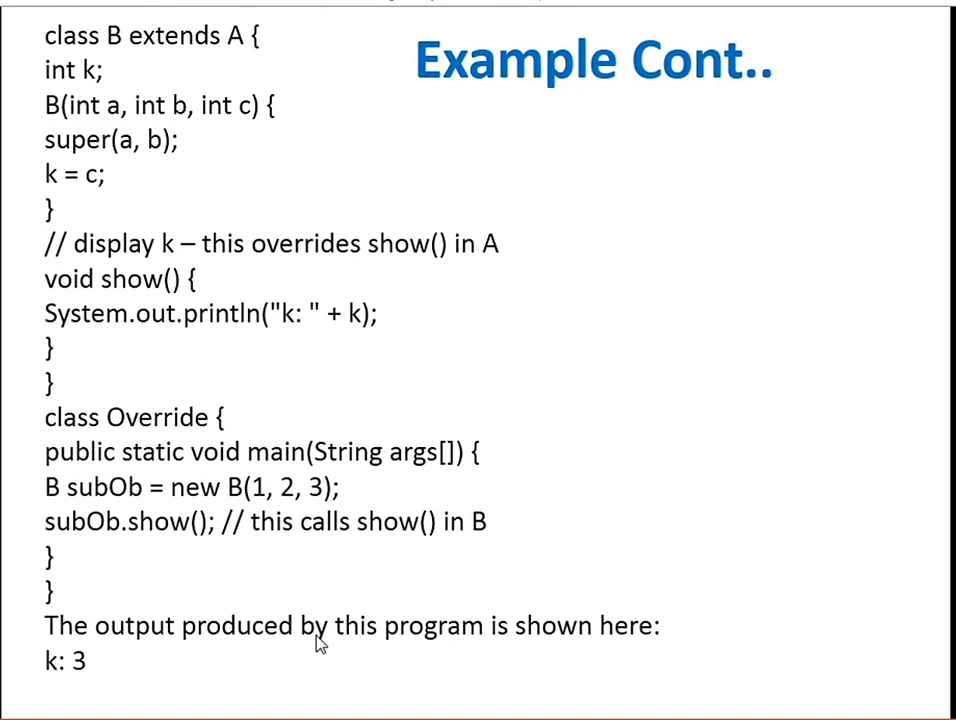 Example Cont..
class B extends A {
int k;
B(int a, int b, int c) {
super(a, b);
k = c;
}
// display k – this overrides show() in A
void show() {
System.out.println("k: " + k);
}
}
class Override {
public static void main(String args[]) {
B subOb = new B(1, 2, 3);
subOb.show(); // this calls show() in B
}
}
The output produced by this program is shown here:
k: 3